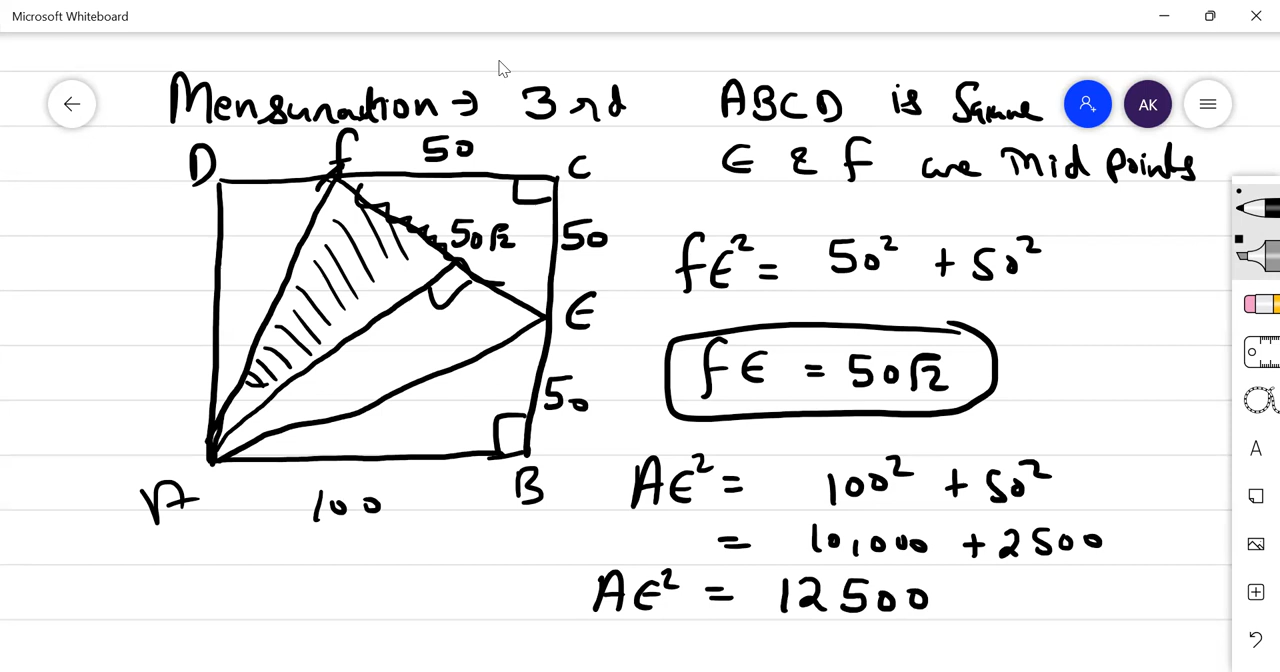 Microsoft Whiteboard
Mensuration → 3rd
ABCD is Square
AK
E & F are Mid points
D
f
50
C
50√2
50
E
50
A
100
B
fE² = 50² + 50²
fE = 50√2
AE² = 100² + 50²
= 10,000 + 2500
AE² = 12500
A